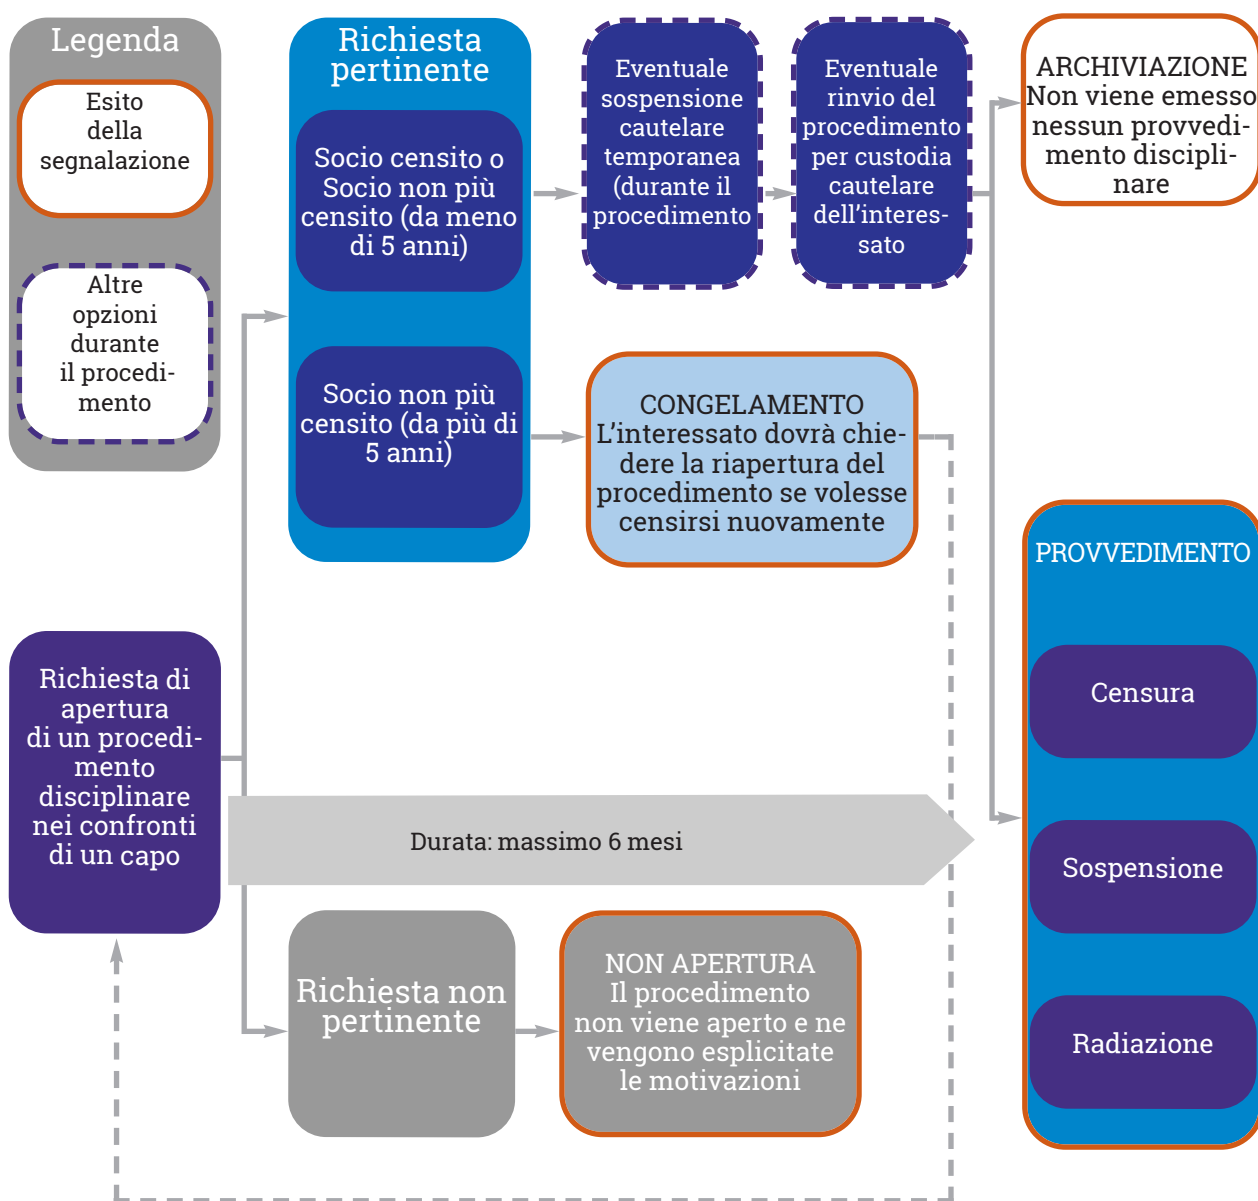 Legenda
Esito
della
segnalazione
Altre
opzioni
durante
il procedi-
mento
Richiesta
pertinente
Socio censito o
Socio non più
censito (da meno
di 5 anni)
Socio non più
censito (da più di
5 anni)
Eventuale
sospensione
cautelare
temporanea
(durante il
procedimento
Eventuale
rinvio del
procedimento
per custodia
cautelare
dell’interes-
sato
ARCHIVIAZIONE
Non viene emesso
nessun provvedi-
mento discipli-
nare
CONGELAMENTO
L’interessato dovrà chie-
dere la riapertura del
procedimento se volesse
censirsi nuovamente
PROVVEDIMENTO
Censura
Sospensione
Radiazione
Richiesta di
apertura
di un procedi-
mento
disciplinare
nei confronti
di un capo
Durata: massimo 6 mesi
Richiesta non
pertinente
NON APERTURA
Il procedimento
non viene aperto e ne
vengono esplicitate
le motivazioni